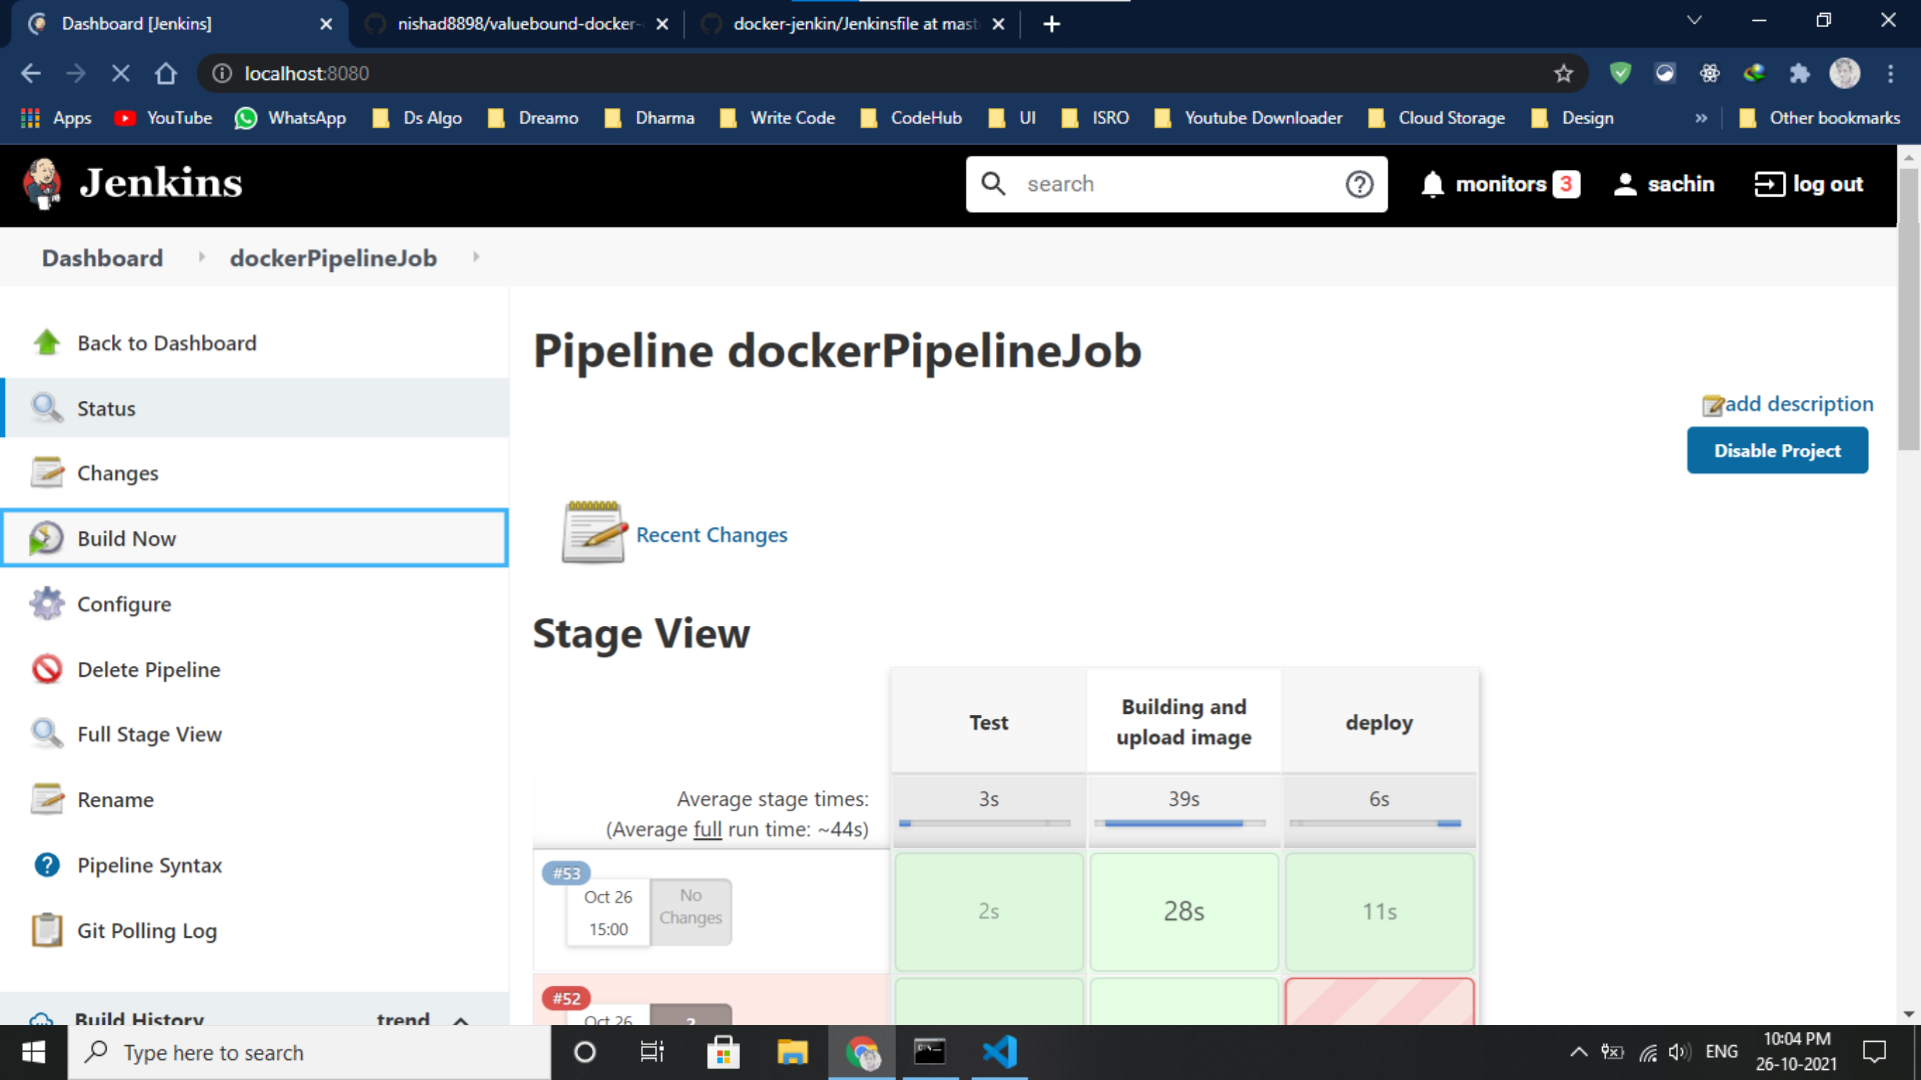 Dashboard [Jenkins]
nishad8898/valuebound-docker-
docker-jenkin/Jenkinsfile at mast
localhost:8080
Apps
YouTube
WhatsApp
Ds Algo
Dreamo
Dharma
Write Code
CodeHub
UI
ISRO
Youtube Downloader
Cloud Storage
Design
»
Other bookmarks
Jenkins
search
monitors 3
sachin
log out
Dashboard
dockerPipelineJob
Back to Dashboard
Status
Changes
Build Now
Configure
Delete Pipeline
Full Stage View
Rename
Pipeline Syntax
Git Polling Log
Build History
trend
Pipeline dockerPipelineJob
add description
Disable Project
Recent Changes
Stage View
Test
Building and
upload image
deploy
Average stage times:
(Average full run time: ~44s)
3s
39s
6s
#53
Oct 26
15:00
No
Changes
2s
28s
11s
#52
Oct 26
Type here to search
ENG
10:04 PM
26-10-2021